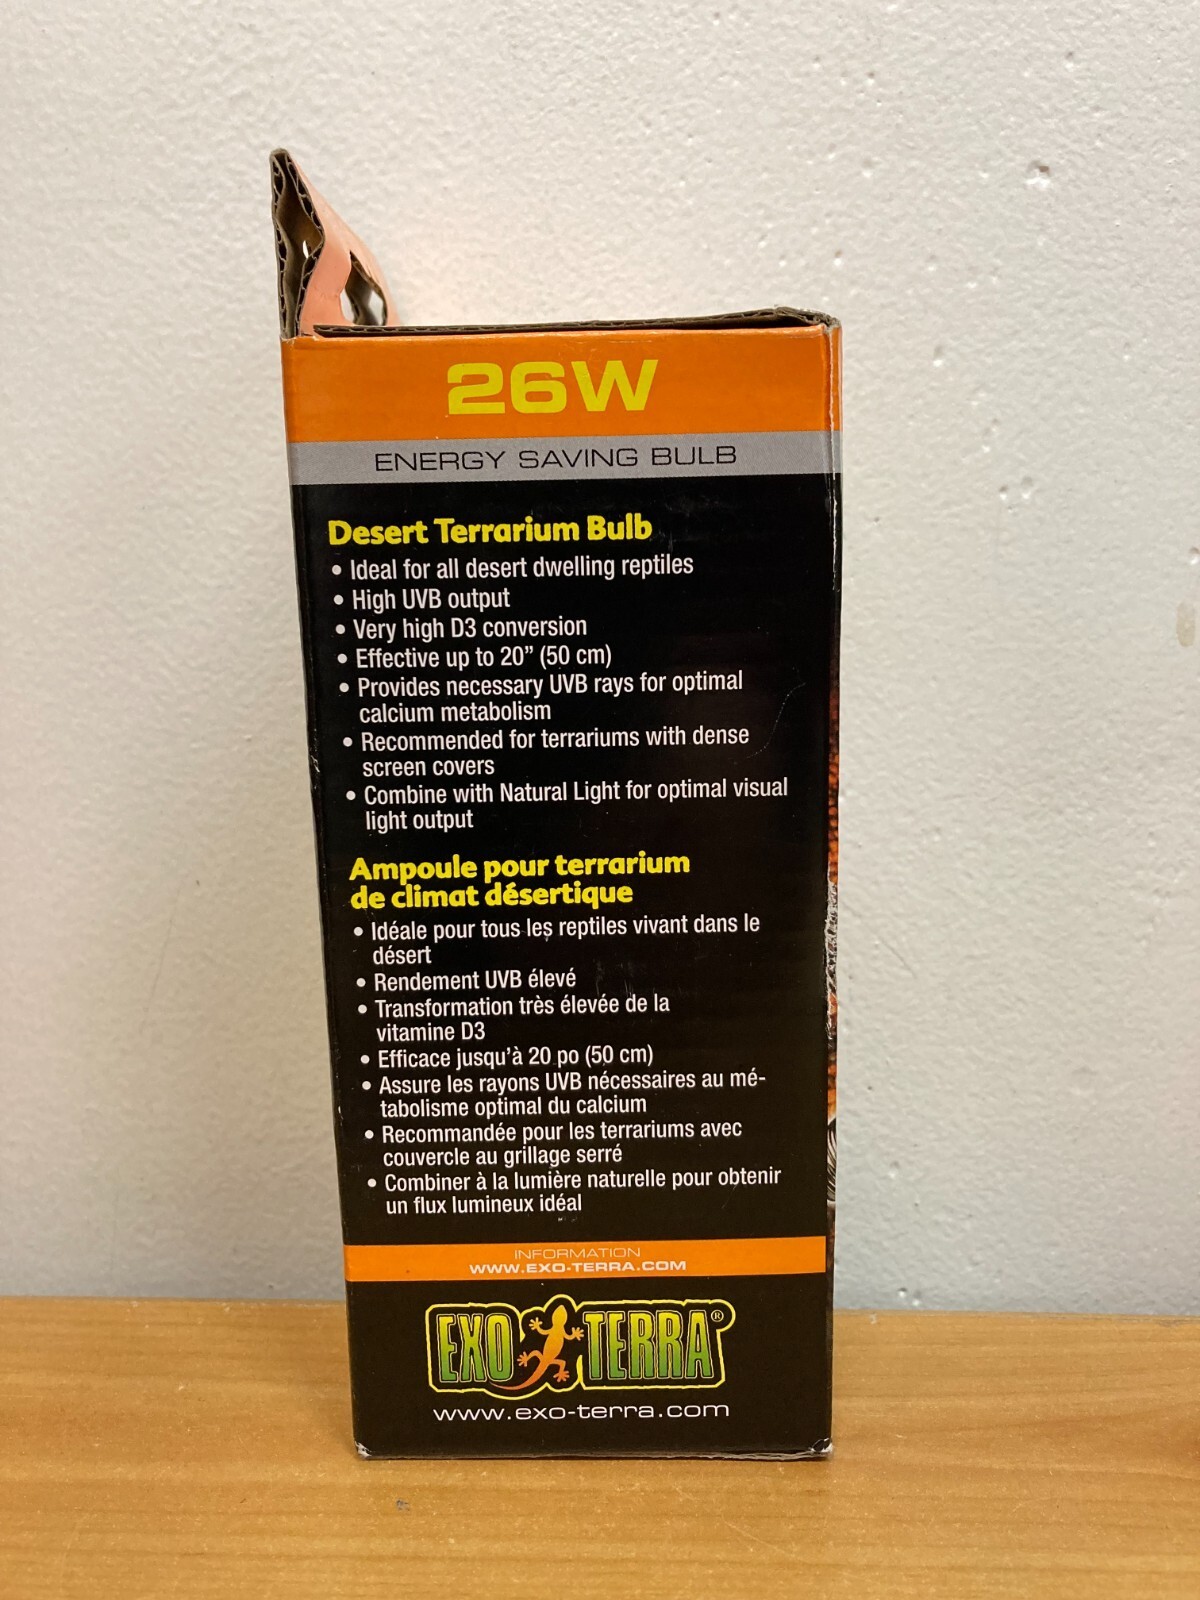 26W
ENERGY SAVING BULB
Desert Terrarium Bulb
• Ideal for all desert dwelling reptiles
• High UVB output
• Very high D3 conversion
• Effective up to 20” (50 cm)
• Provides necessary UVB rays for optimal
calcium metabolism
• Recommended for terrariums with dense
screen covers
• Combine with Natural Light for optimal visual
light output
Ampoule pour terrarium
de climat désertique
• Idéale pour tous les reptiles vivant dans le
désert
• Rendement UVB élevé
• Transformation très élevée de la
vitamine D3
• Efficace jusqu’à 20 po (50 cm)
• Assure les rayons UVB nécessaires au mé-
tabolisme optimal du calcium
• Recommandée pour les terrariums avec
couvercle au grillage serré
• Combiner à la lumière naturelle pour obtenir
un flux lumineux idéal
INFORMATION
WWW.EXO-TERRA.COM
EXO TERRA®
www.exo-terra.com